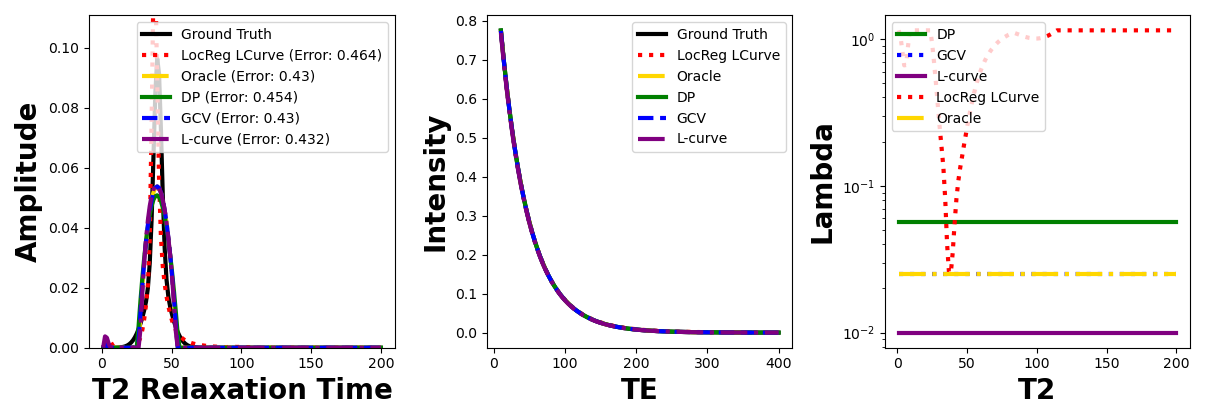 Amplitude
0.10
0.08
0.06
0.04
0.02
0.00
Ground Truth
LocReg LCurve (Error: 0.464)
Oracle (Error: 0.43)
DP (Error: 0.454)
GCV (Error: 0.43)
L-curve (Error: 0.432)
0 50 100 150 200
T2 Relaxation Time
Intensity
0.8
0.7
0.6
0.5
0.4
0.3
0.2
0.1
0.0
Ground Truth
LocReg LCurve
Oracle
DP
GCV
L-curve
0 100 200 300 400
TE
Lambda
10⁰
10⁻¹
10⁻²
DP
GCV
L-curve
LocReg LCurve
Oracle
0 50 100 150 200
T2